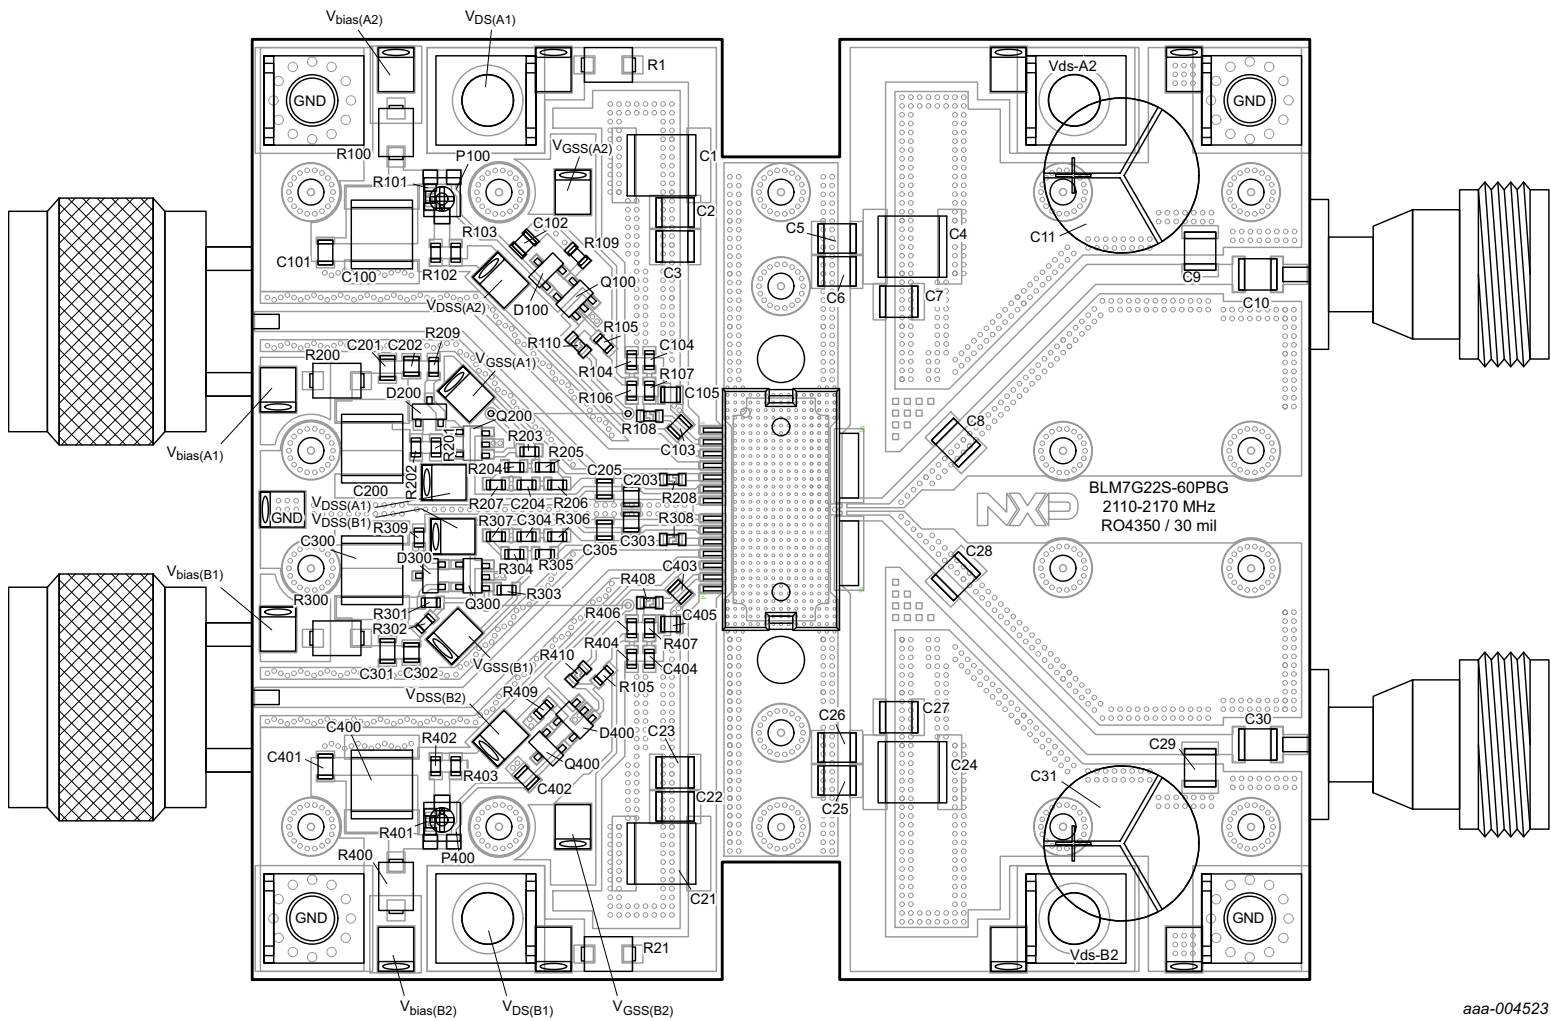 Vbias(A2)
VDS(A1)
R1
Vds-A2
GND
GND
R100
P100
VGSS(A2)
C1
R101
C2
R103
C102
R109
C5
C4
C11
C101
C100
R102
C3
C9
Q100
C6
C7
C10
VDSS(A2)
D100
R105
R110
C104
R209
C201
C202
R200
VGSS(A1)
R104
R107
R106
C105
D200
Q200
R108
C8
R201
R203
C103
Vbias(A1)
R205
R204
C205
C203
R202
C200
R207
C204
R206
R208
BLM7G22S-60PBG
VDSS(A1)
NXP
2110-2170 MHz
GND
VDSS(B1)
R307
C304
R306
R308
RO4350 / 30 mil
R309
C300
C305
C303
D300
R304
R305
C28
Vbias(B1)
R408
C403
R300
R301
Q300
R303
R406
C405
R302
R407
R404
C301
C302
VGSS(B1)
R410
C404
R105
VDSS(B2)
R409
C27
C400
R402
D400
C23
C26
C30
C29
C401
R403
Q400
C24
C402
C31
C22
C25
R401
P400
R400
C21
GND
GND
R21
Vds-B2
Vbias(B2)
VDS(B1)
VGSS(B2)
aaa-004523